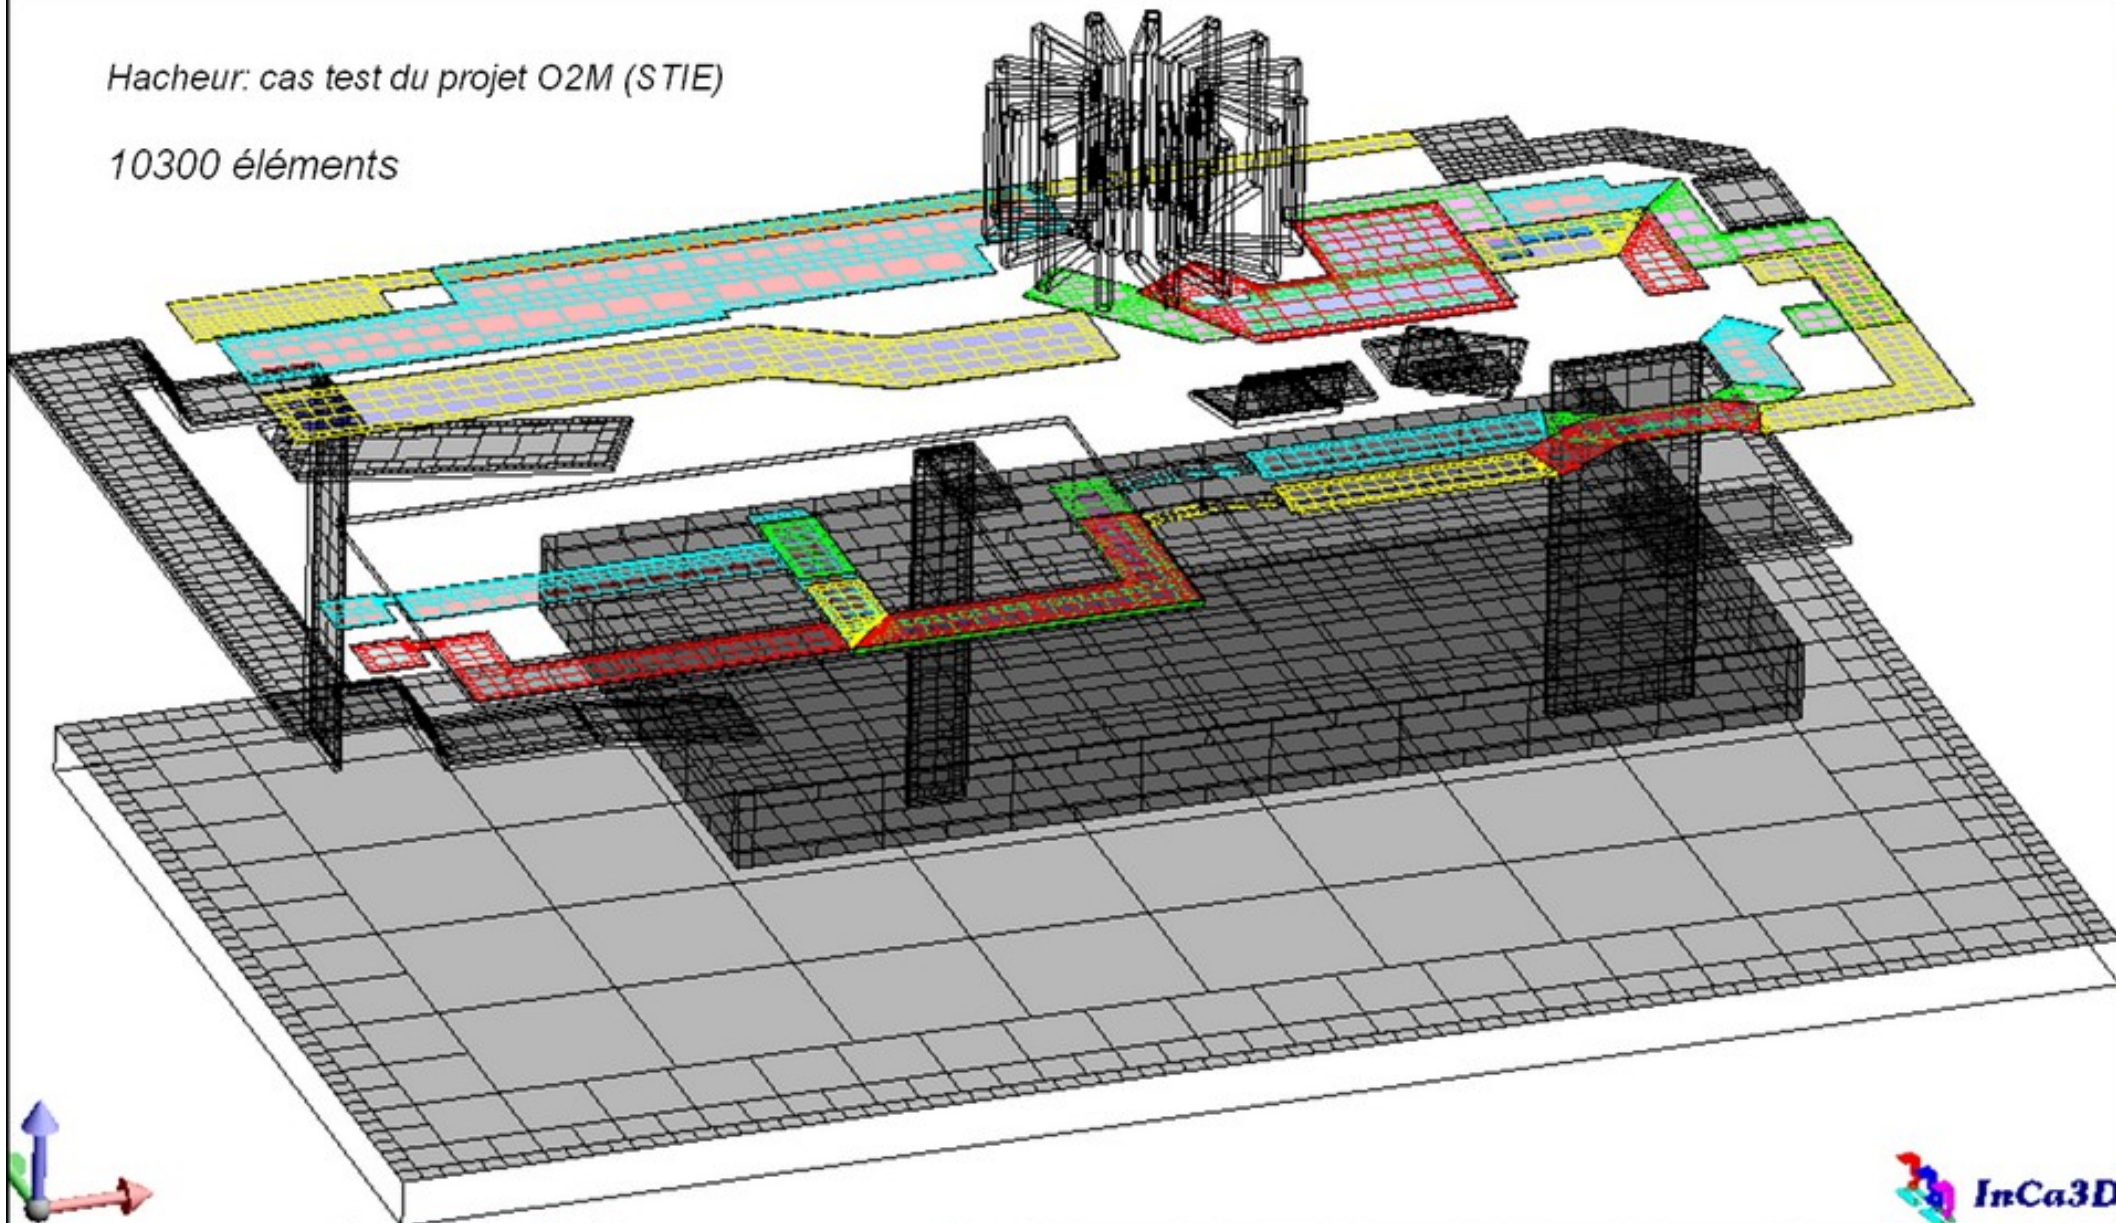 Hacheur: cas test du projet O2M (STIE)
10300 éléments
InCa3D